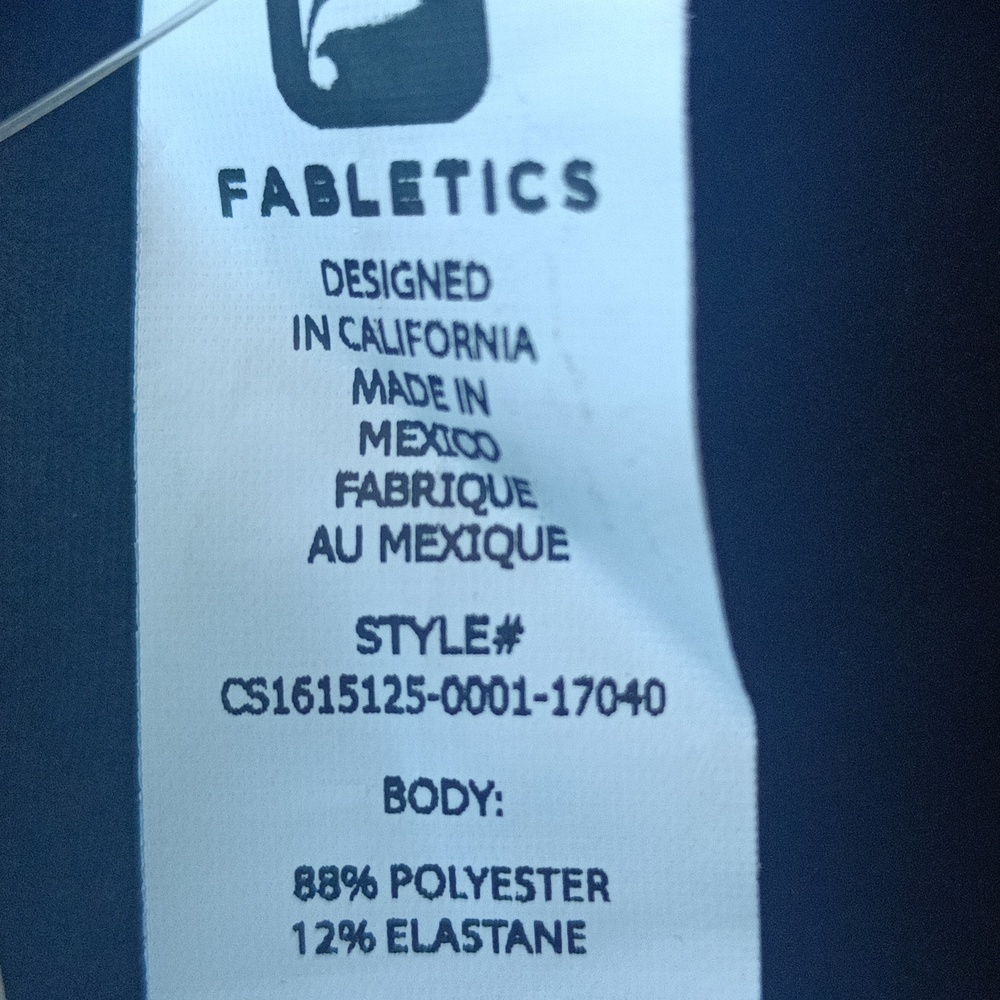 FABLETICS
DESIGNED
IN CALIFORNIA
MADE IN
MEXICO
FABRIQUE
AU MEXIQUE
STYLE#
CS1615125-0001-17040
BODY:
88% POLYESTER
12% ELASTANE